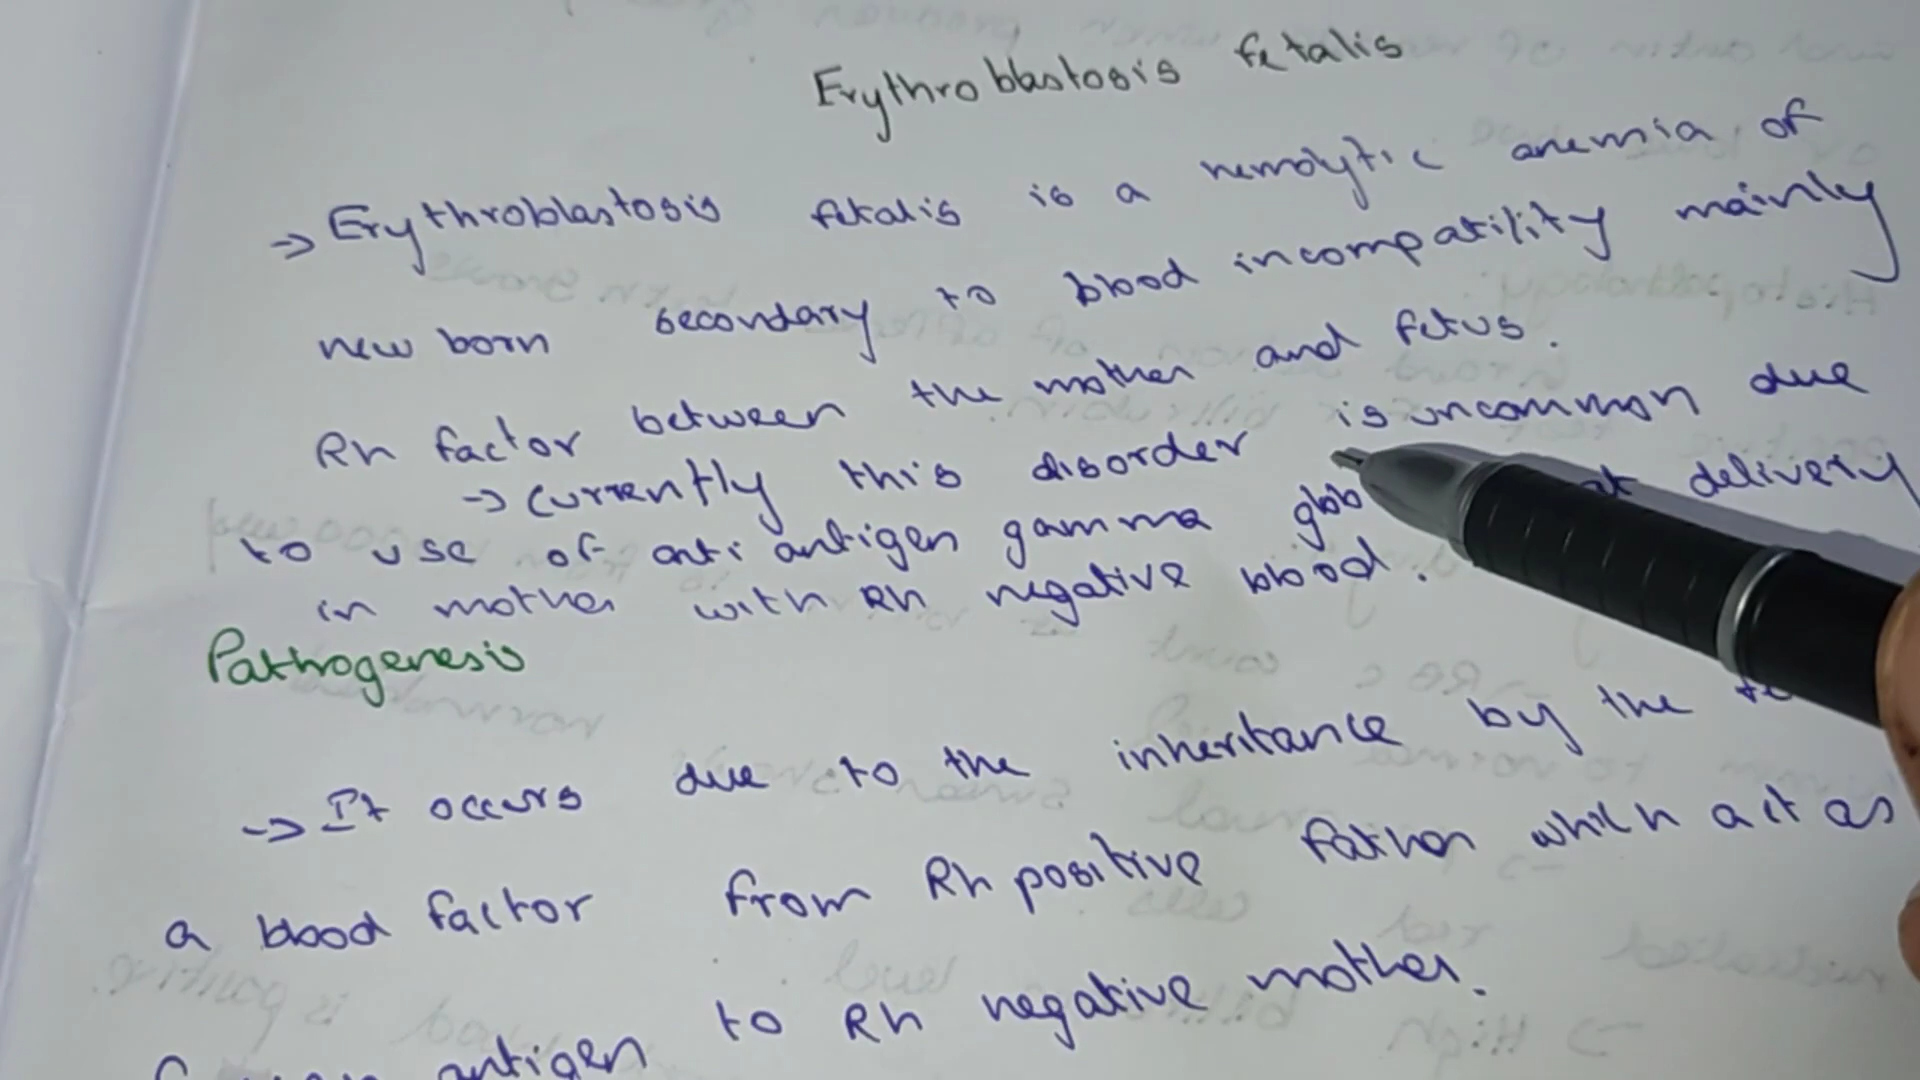 Erythroblastosis fetalis
→ Erythroblastosis fetalis is a hemolytic anemia of
new born secondary to blood incompatility mainly
Rh factor between the mother and fetus.
→ Currently this disorder is uncommon due
to use of anti antigen gamma at delivery
in mother with Rh negative blood.
Pathogenesis
→ It occurs due to the inheritance by the
a blood factor from Rh positive father which act as
antigen to Rh negative mother.